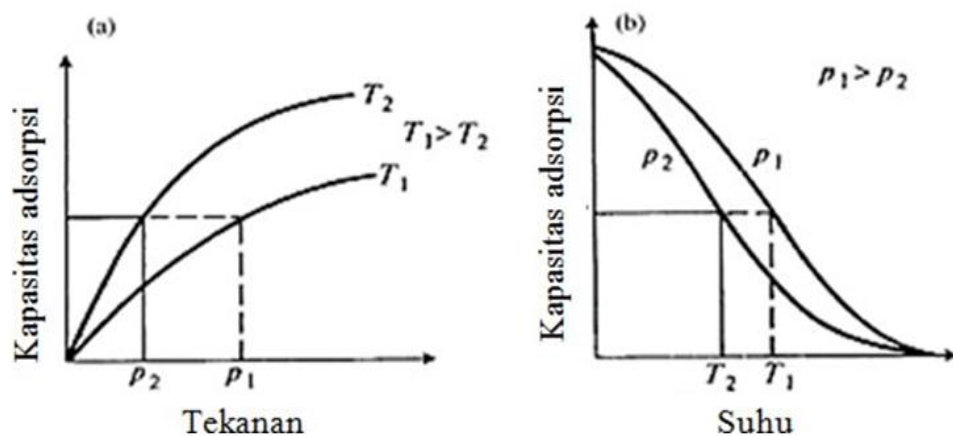 (a)
Kapasitas adsorpsi
T2
T1 > T2
T1
p2 p1
Tekanan
(b)
Kapasitas adsorpsi
p1 > p2
p2 p1
T2 T1
Suhu